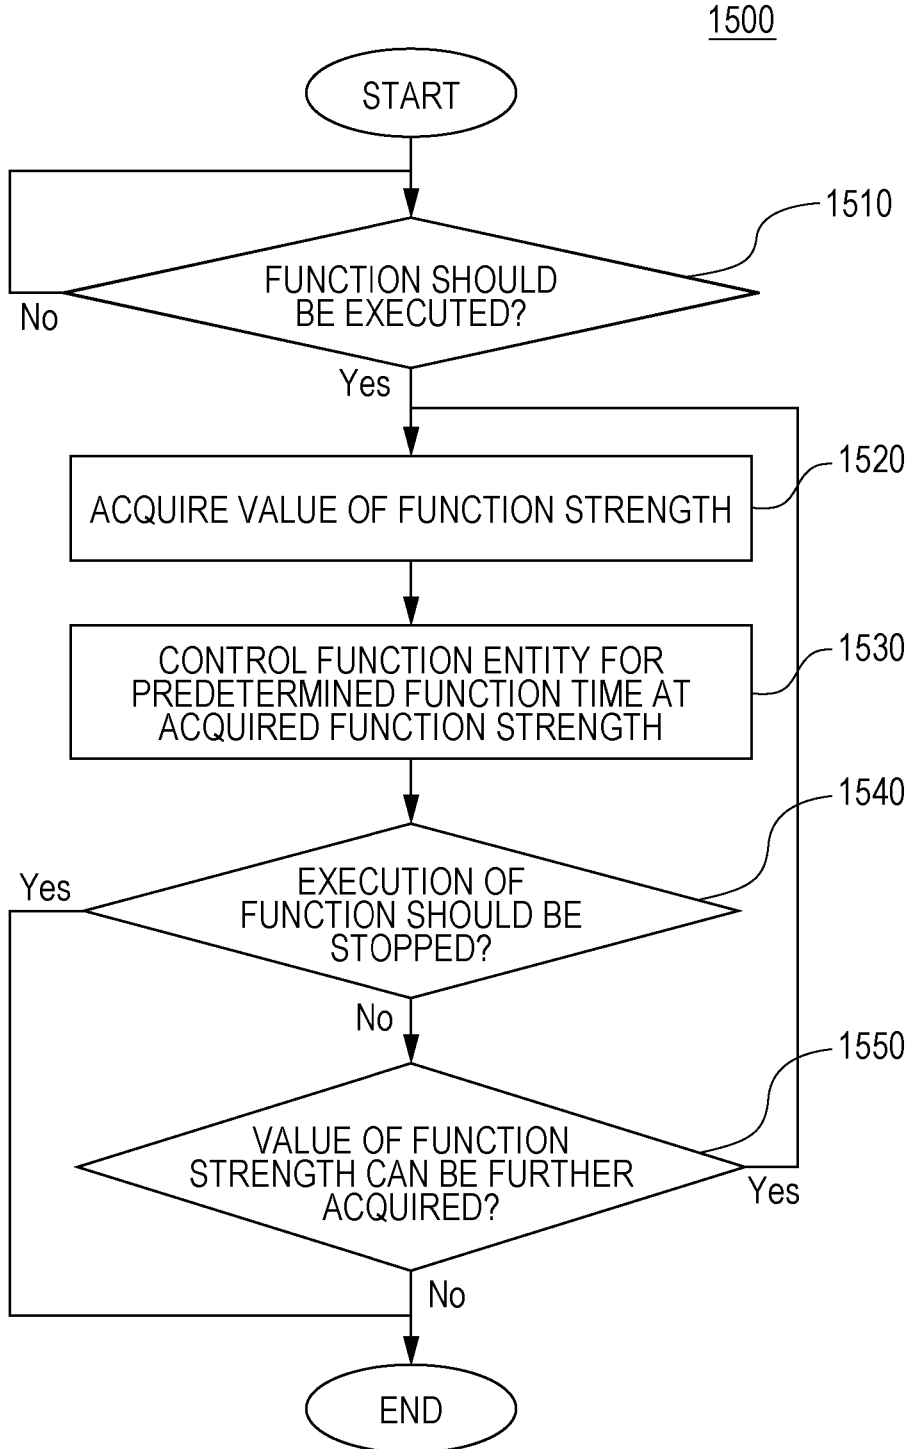 1500
START
1510
FUNCTION SHOULD
BE EXECUTED?
No
Yes
1520
ACQUIRE VALUE OF FUNCTION STRENGTH
1530
CONTROL FUNCTION ENTITY FOR
PREDETERMINED FUNCTION TIME AT
ACQUIRED FUNCTION STRENGTH
1540
Yes
EXECUTION OF
FUNCTION SHOULD BE
STOPPED?
No
1550
VALUE OF FUNCTION
STRENGTH CAN BE FURTHER
ACQUIRED?
Yes
No
END